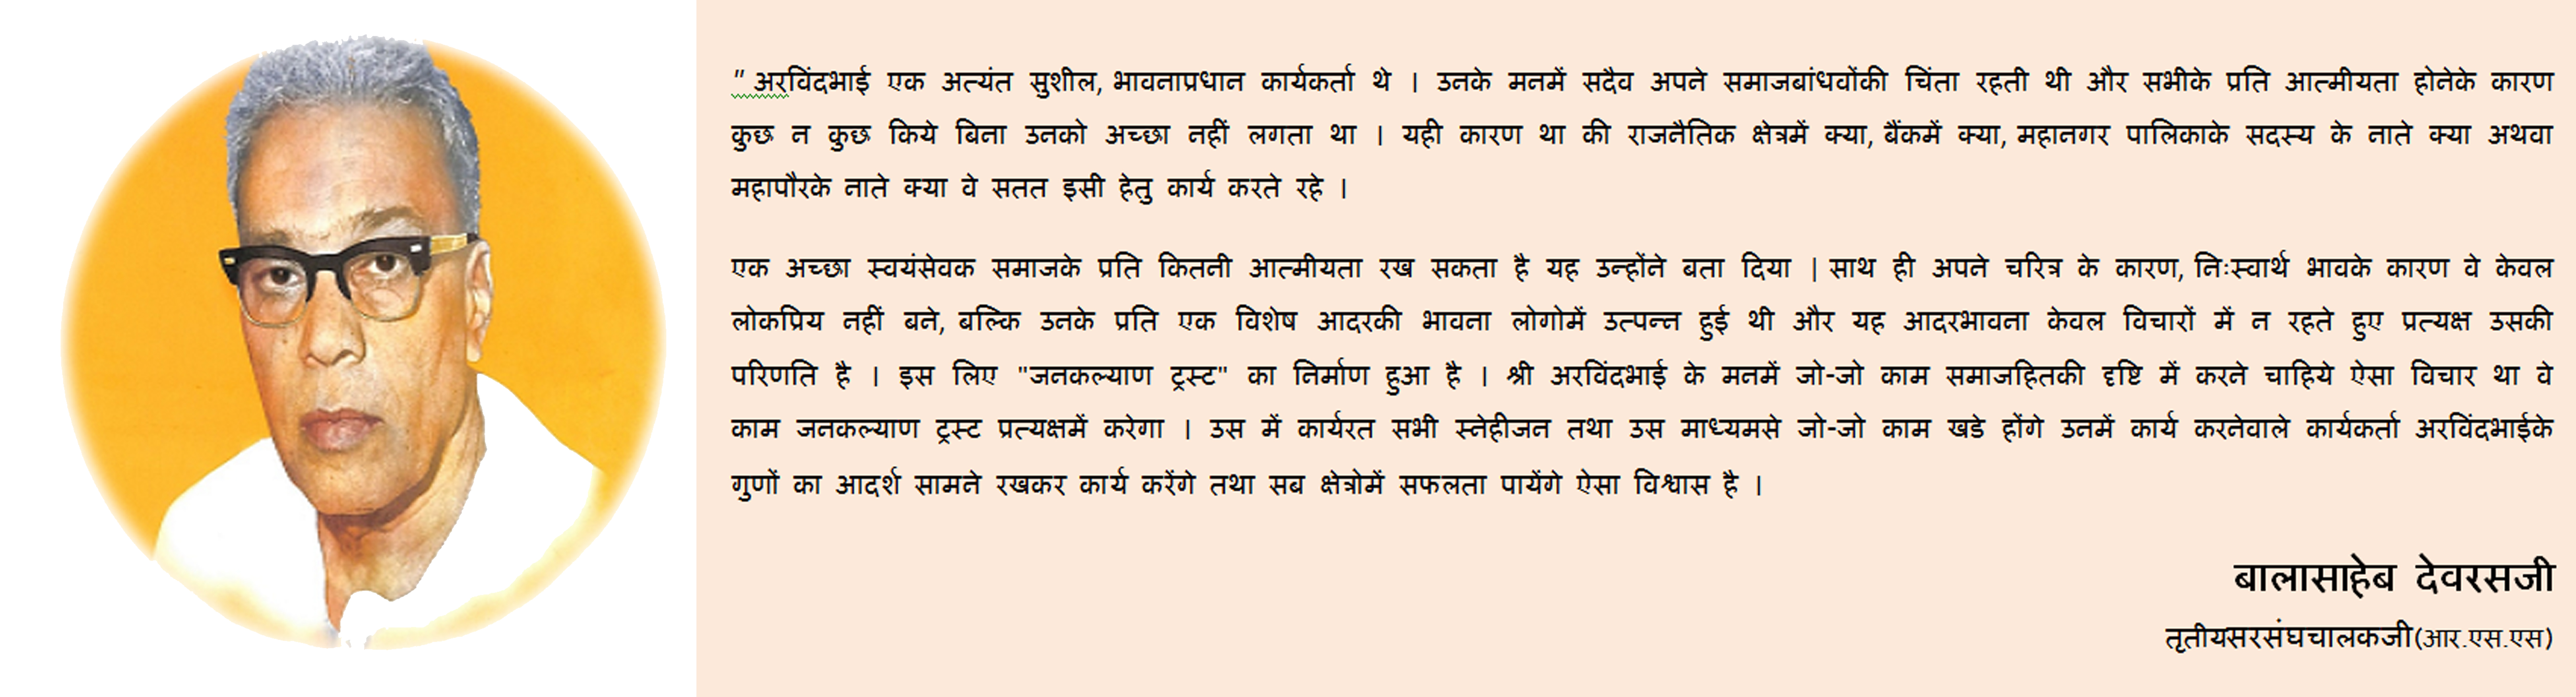 " अरविंदभाई एक अत्यंत सुशील, भावनाप्रधान कार्यकर्ता थे । उनके मनमें सदैव अपने समाजबांधवोंकी चिंता रहती थी और सभीके प्रति आत्मीयता होनेके कारण
कुछ न कुछ किये बिना उनको अच्छा नहीं लगता था । यही कारण था की राजनैतिक क्षेत्रमें क्या, बैंकमें क्या, महानगर पालिकाके सदस्य के नाते क्या अथवा
महापौरके नाते क्या वे सतत इसी हेतु कार्य करते रहे ।
एक अच्छा स्वयंसेवक समाजके प्रति कितनी आत्मीयता रख सकता है यह उन्होंने बता दिया | साथ ही अपने चरित्र के कारण, निःस्वार्थ भावके कारण वे केवल
लोकप्रिय नहीं बने, बल्कि उनके प्रति एक विशेष आदरकी भावना लोगोमें उत्पन्न हुई थी और यह आदरभावना केवल विचारों में न रहते हुए प्रत्यक्ष उसकी
परिणति है । इस लिए "जनकल्याण ट्रस्ट" का निर्माण हुआ है । श्री अरविंदभाई के मनमें जो-जो काम समाजहितकी दृष्टि में करने चाहिये ऐसा विचार था वे
काम जनकल्याण ट्रस्ट प्रत्यक्षमें करेगा । उस में कार्यरत सभी स्नेहीजन तथा उस माध्यमसे जो-जो काम खडे होंगे उनमें कार्य करनेवाले कार्यकर्ता अरविंदभाईके
गुणों का आदर्श सामने रखकर कार्य करेंगे तथा सब क्षेत्रोमें सफलता पायेंगे ऐसा विश्वास है ।
बालासाहेब देवरसजी
तृतीयसरसंघचालकजी(आर.एस.एस)